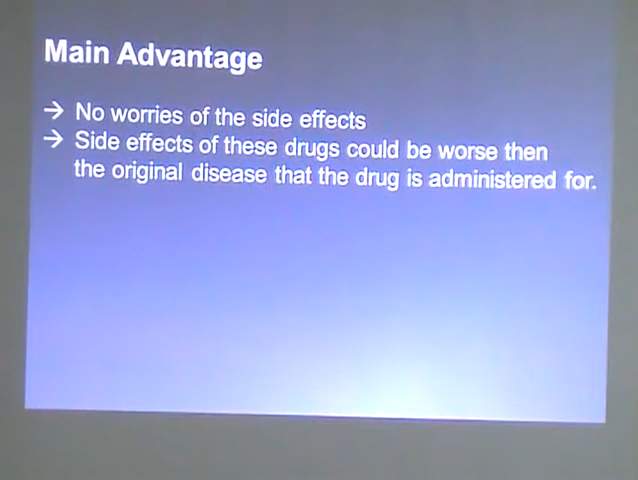 Main Advantage
→ No worries of the side effects
→ Side effects of these drugs could be worse then
the original disease that the drug is administered for.